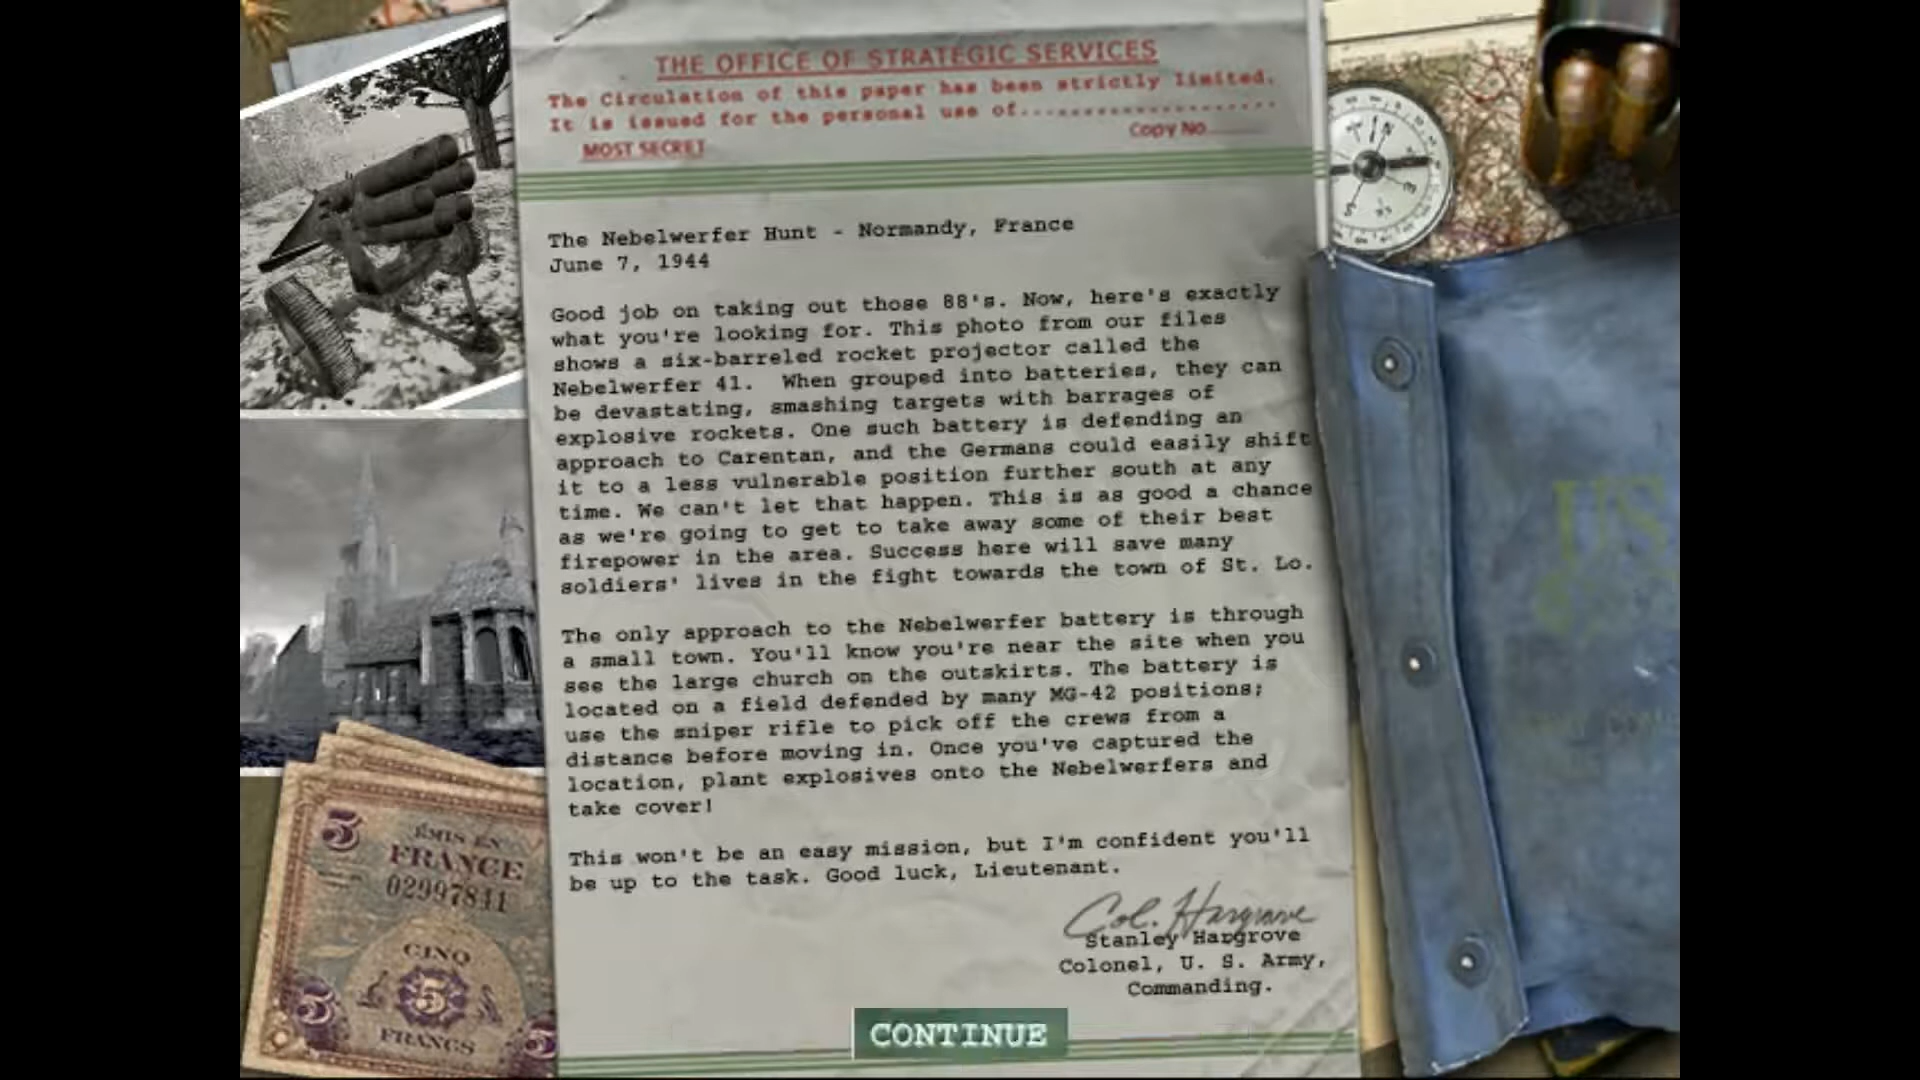 THE OFFICE OF STRATEGIC SERVICES
The Circulation of this paper has been strictly limited.
It is issued for the personal use of......................
MOST SECRET
Copy No.......
The Nebelwerfer Hunt - Normandy, France
June 7, 1944
Good job on taking out those 88's. Now, here's exactly
what you're looking for. This photo from our files
shows a six-barreled rocket projector called the
Nebelwerfer 41.  When grouped into batteries, they can
be devastating, smashing targets with barrages of
explosive rockets. One such battery is defending an
approach to Carentan, and the Germans could easily shift
it to a less vulnerable position further south at any
time. We can't let that happen. This is as good a chance
as we're going to get to take away some of their best
firepower in the area. Success here will save many
soldiers' lives in the fight towards the town of St. Lo.
The only approach to the Nebelwerfer battery is through
a small town. You'll know you're near the site when you
see the large church on the outskirts. The battery is
located on a field defended by many MG-42 positions;
use the sniper rifle to pick off the crews from a
distance before moving in. Once you've captured the
location, plant explosives onto the Nebelwerfers and
take cover!
This won't be an easy mission, but I'm confident you'll
be up to the task. Good luck, Lieutenant.
Col. Hargrove
Stanley Hargrove
Colonel, U. S. Army,
Commanding.
CONTINUE
5
ÉMIS EN
FRANCE
02997841
CINQ
5
5
5
FRANCS
N
E
S
US